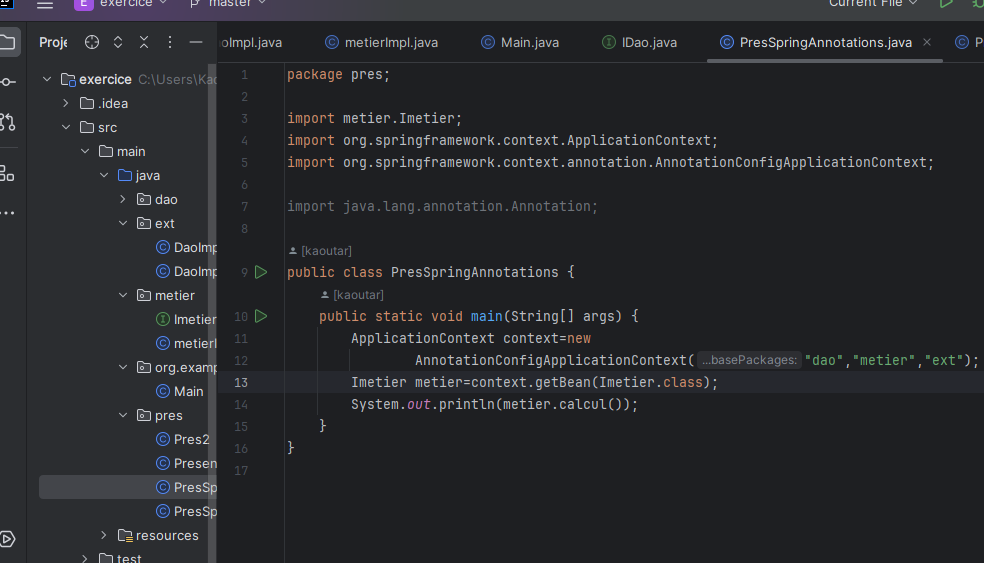 E exercice master Current File
Proje oImpl.java metierImpl.java Main.java IDao.java PresSpringAnnotations.java P
exercice C:\Users\Kao
.idea
src
main
java
dao
ext
DaoImp
DaoImp
metier
Imetier
metierI
org.examp
Main
pres
Pres2
Presen
PresSp
PresSp
resources
test
1 package pres;
2
3 import metier.Imetier;
4 import org.springframework.context.ApplicationContext;
5 import org.springframework.context.annotation.AnnotationConfigApplicationContext;
6
7 import java.lang.annotation.Annotation;
8
[kaoutar]
9 public class PresSpringAnnotations {
[kaoutar]
10 public static void main(String[] args) {
11 ApplicationContext context=new
12 AnnotationConfigApplicationContext( ...basePackages: "dao","metier","ext");
13 Imetier metier=context.getBean(Imetier.class);
14 System.out.println(metier.calcul());
15 }
16 }
17